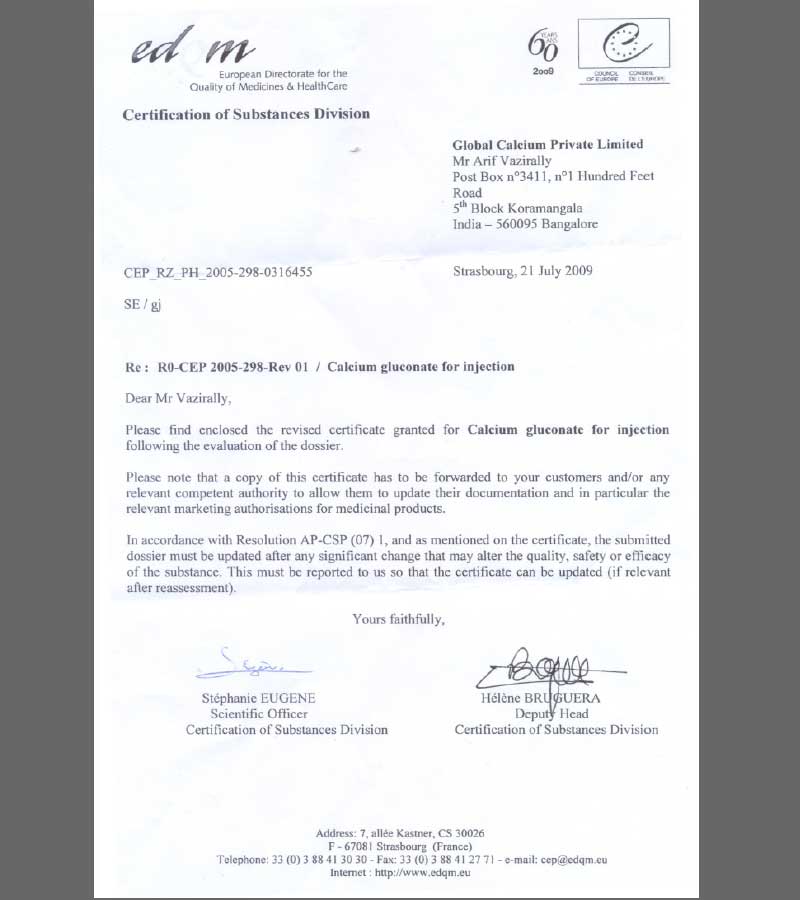 edqm
European Directorate for the
Quality of Medicines & HealthCare
60 YEARS
ANS
2009
COUNCIL OF EUROPE
CONSEIL DE L'EUROPE
Certification of Substances Division
Global Calcium Private Limited
Mr Arif Vazirally
Post Box n°3411, n°1 Hundred Feet
Road
5th Block Koramangala
India – 560095 Bangalore
CEP_RZ_PH_2005-298-0316455
Strasbourg, 21 July 2009
SE / gj
Re : R0-CEP 2005-298-Rev 01 / Calcium gluconate for injection
Dear Mr Vazirally,
Please find enclosed the revised certificate granted for Calcium gluconate for injection
following the evaluation of the dossier.
Please note that a copy of this certificate has to be forwarded to your customers and/or any
relevant competent authority to allow them to update their documentation and in particular the
relevant marketing authorisations for medicinal products.
In accordance with Resolution AP-CSP (07) 1, and as mentioned on the certificate, the submitted
dossier must be updated after any significant change that may alter the quality, safety or efficacy
of the substance. This must be reported to us so that the certificate can be updated (if relevant
after reassessment).
Yours faithfully,
Stéphanie EUGENE
Scientific Officer
Certification of Substances Division
Hélène BRUGUERA
Deputy Head
Certification of Substances Division
Address: 7, allée Kastner, CS 30026
F - 67081 Strasbourg (France)
Telephone: 33 (0) 3 88 41 30 30 - Fax: 33 (0) 3 88 41 27 71 - e-mail: cep@edqm.eu
Internet : http://www.edqm.eu